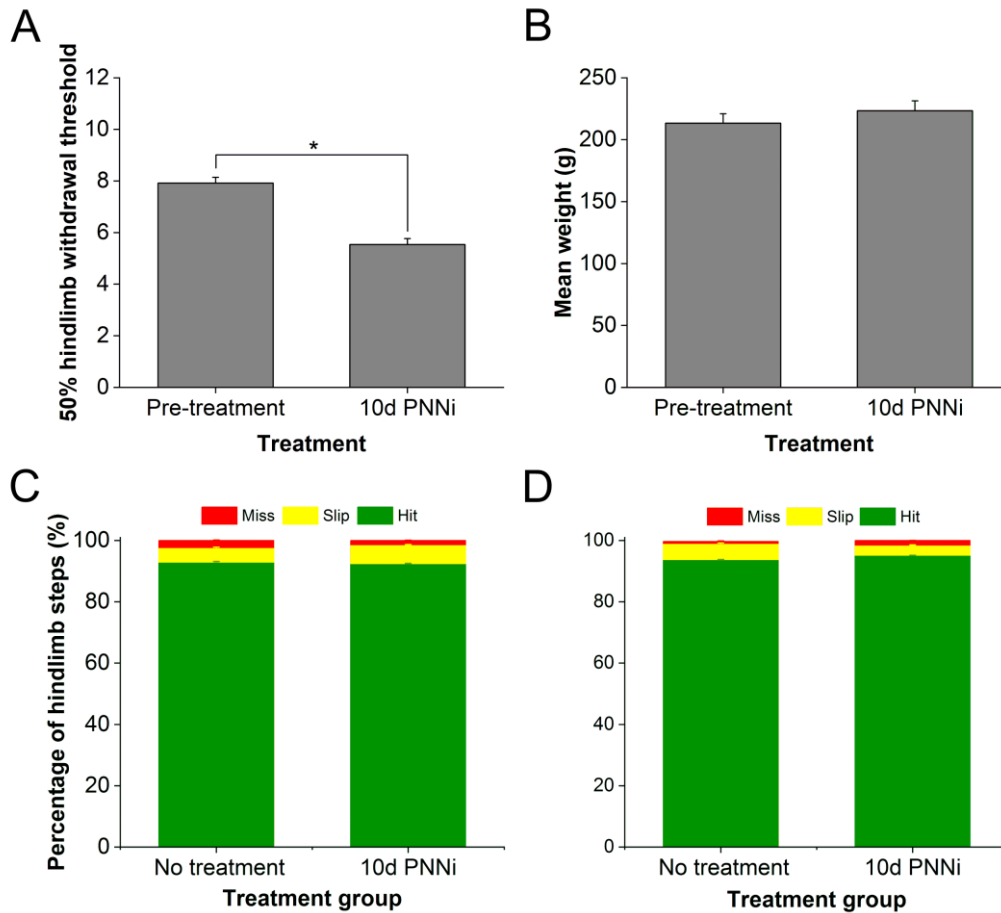 A
50% hindlimb withdrawal threshold
12
10
8
6
4
2
0
*
Pre-treatment 10d PNNi
Treatment
B
Mean weight (g)
250
200
150
100
50
0
Pre-treatment 10d PNNi
Treatment
C
Miss Slip Hit
Percentage of hindlimb steps (%)
100
80
60
40
20
0
No treatment 10d PNNi
Treatment group
D
Miss Slip Hit
100
80
60
40
20
0
No treatment 10d PNNi
Treatment group